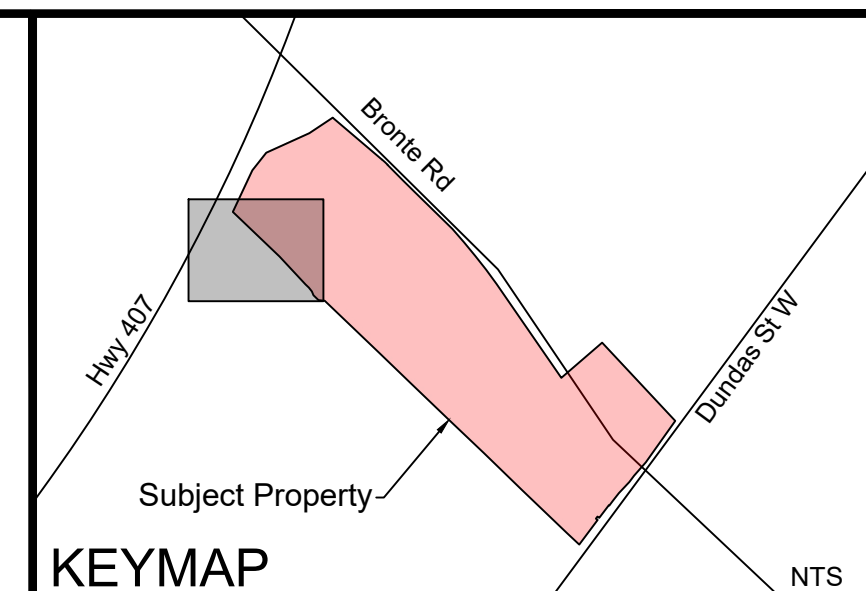 Bronte Rd
Hwy 407
Dundas St W
Subject Property
KEYMAP
NTS